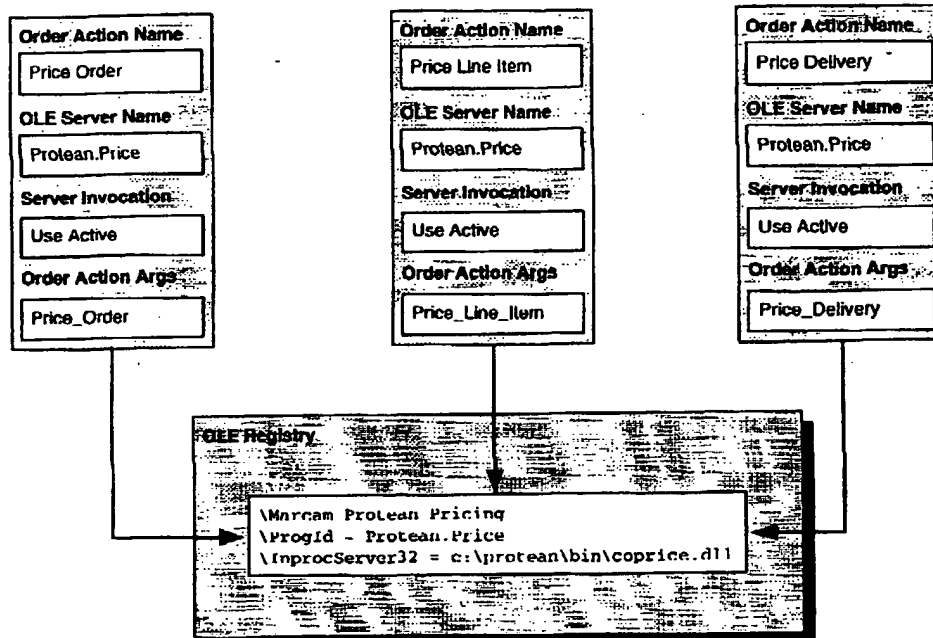 Order Action Name
Price Order
OLE Server Name
Protean.Price
Server Invocation
Use Active
Order Action Args
Price_Order
Order Action Name
Price Line Item
OLE Server Name
Protean.Price
Server Invocation
Use Active
Order Action Args
Price_Line_Item
Order Action Name
Price Delivery
OLE Server Name
Protean.Price
Server Invocation
Use Active
Order Action Args
Price_Delivery
OLE Registry
\Marcam Protean Pricing
\ProgId = Protean.Price
\InprocServer32 = c:\protean\bin\coprice.dll